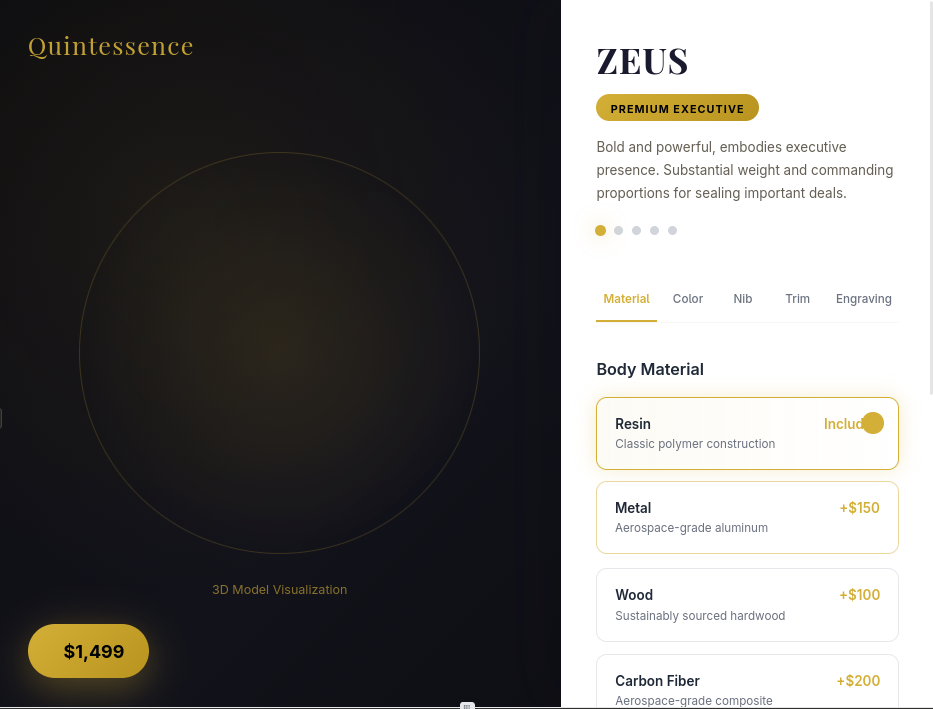 Quintessence
3D Model Visualization
$1,499
ZEUS
PREMIUM EXECUTIVE
Bold and powerful, embodies executive
presence. Substantial weight and commanding
proportions for sealing important deals.
Material Color Nib Trim Engraving
Body Material
Resin Includ
Classic polymer construction
Metal +$150
Aerospace-grade aluminum
Wood +$100
Sustainably sourced hardwood
Carbon Fiber +$200
Aerospace-grade composite